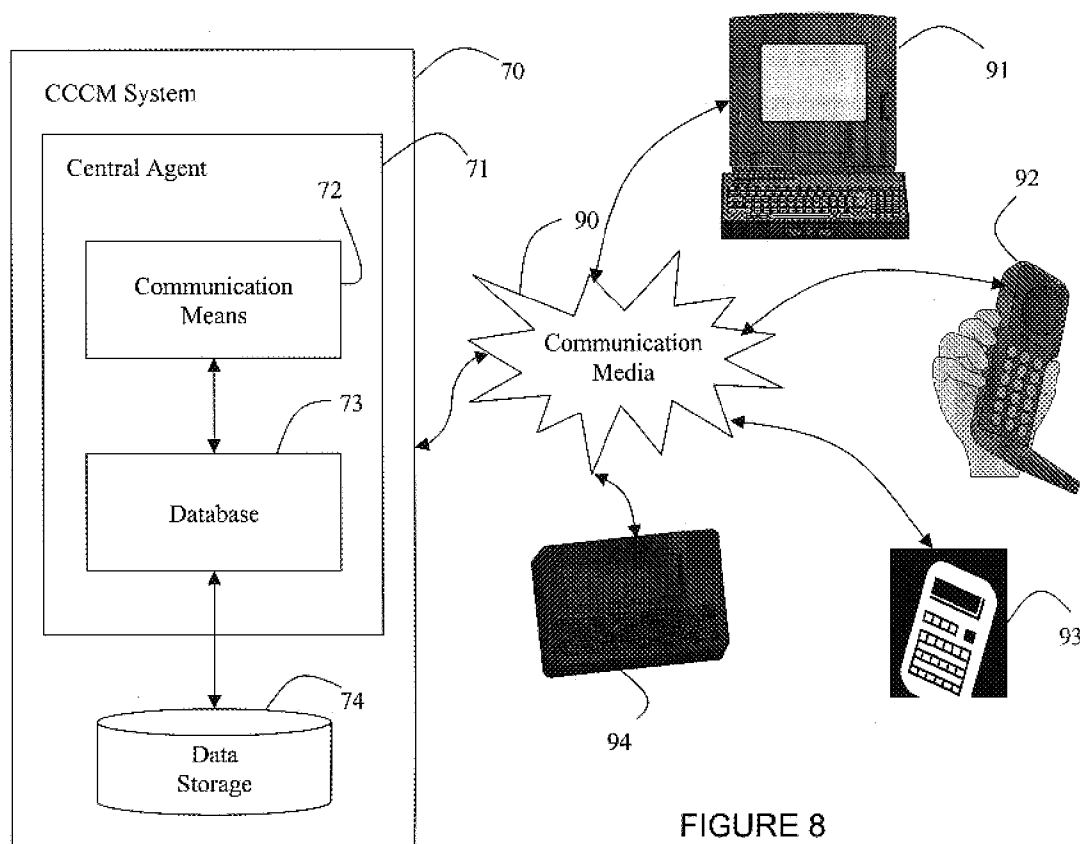 CCCM System
70
Central Agent
71
72
Communication
Means
73
Database
74
Data
Storage
90
Communication
Media
91
92
93
94
FIGURE 8